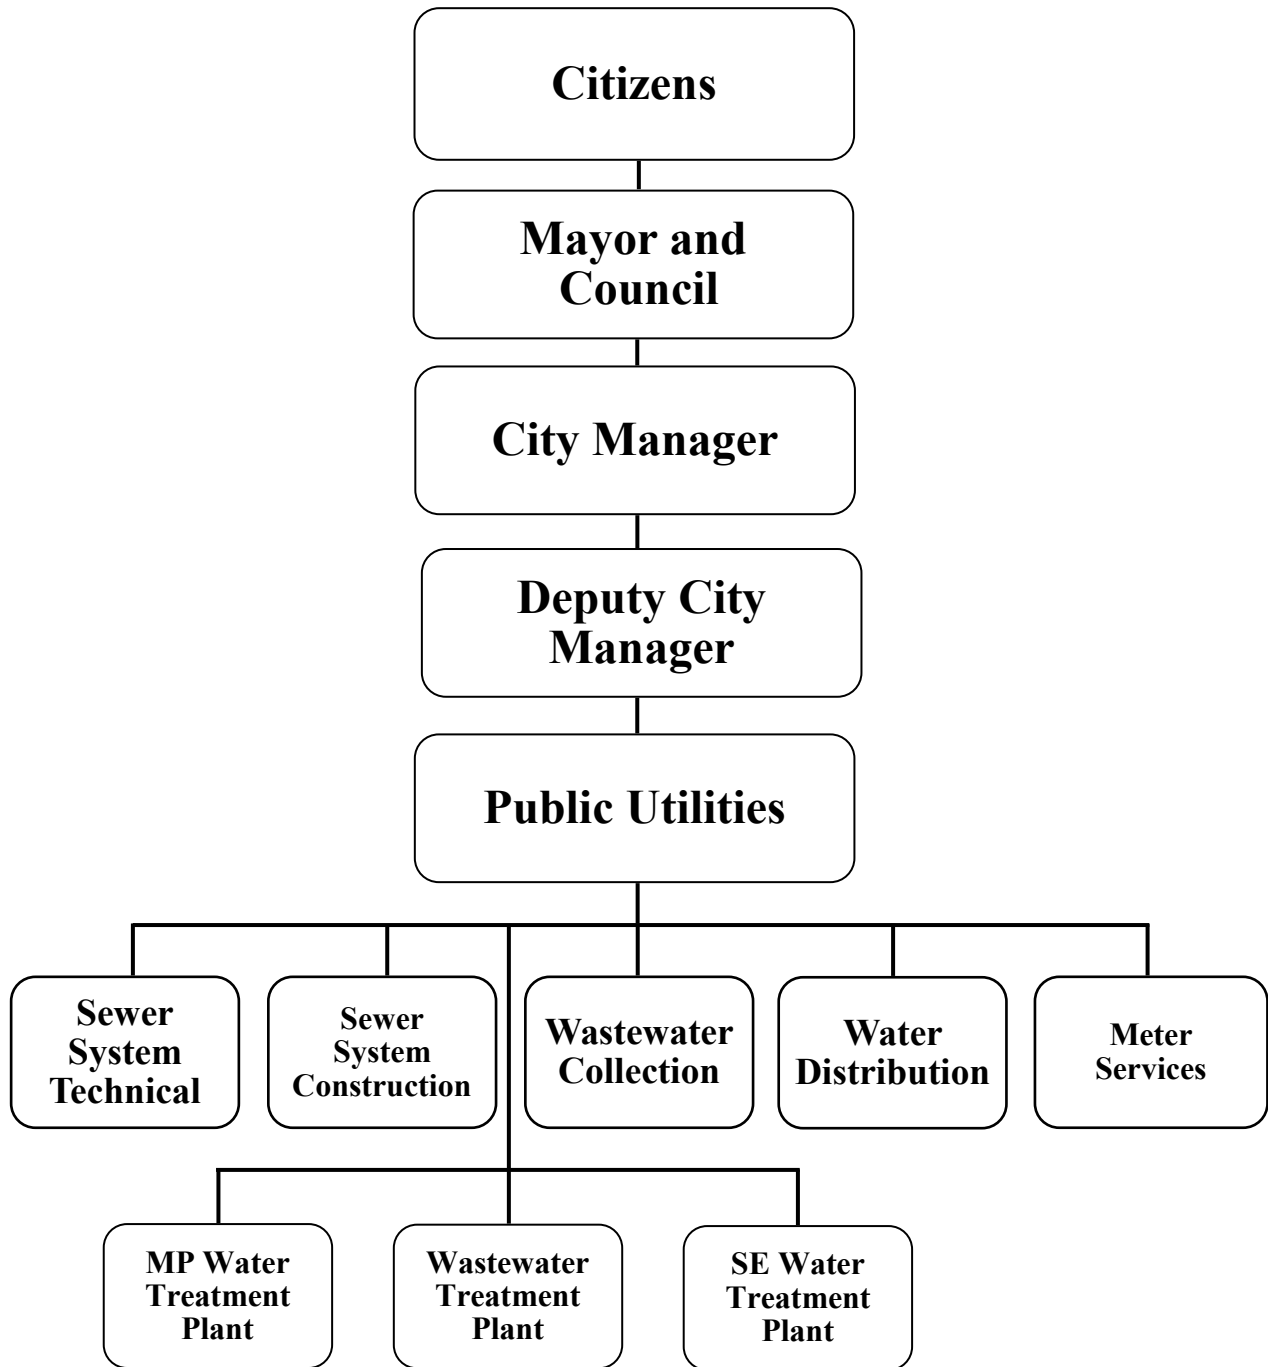 Citizens
Mayor and
Council
City Manager
Deputy City
Manager
Public Utilities
Sewer
System
Technical
Sewer
System
Construction
Wastewater
Collection
Water
Distribution
Meter
Services
MP Water
Treatment
Plant
Wastewater
Treatment
Plant
SE Water
Treatment
Plant